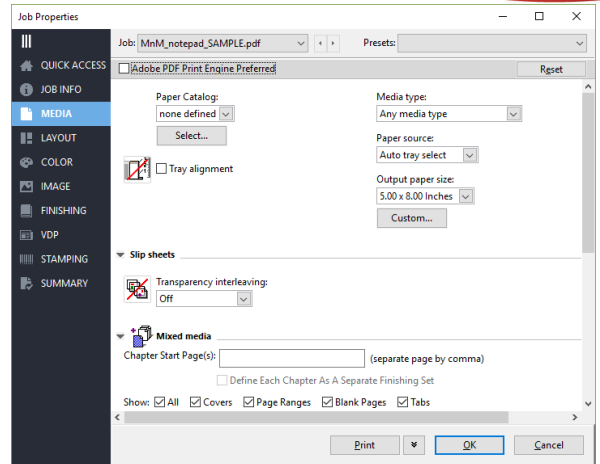 Job Properties
Job: MnM_notepad_SAMPLE.pdf
Presets:
QUICK ACCESS
JOB INFO
MEDIA
LAYOUT
COLOR
IMAGE
FINISHING
VDP
STAMPING
SUMMARY
Adobe PDF Print Engine Preferred
Reset
Paper Catalog:
none defined
Select...
Tray alignment
Media type:
Any media type
Paper source:
Auto tray select
Output paper size:
5.00 x 8.00 Inches
Custom...
Slip sheets
Transparency interleaving:
Off
Mixed media
Chapter Start Page(s): (separate page by comma)
Define Each Chapter As A Separate Finishing Set
Show: All Covers Page Ranges Blank Pages Tabs
Print OK Cancel